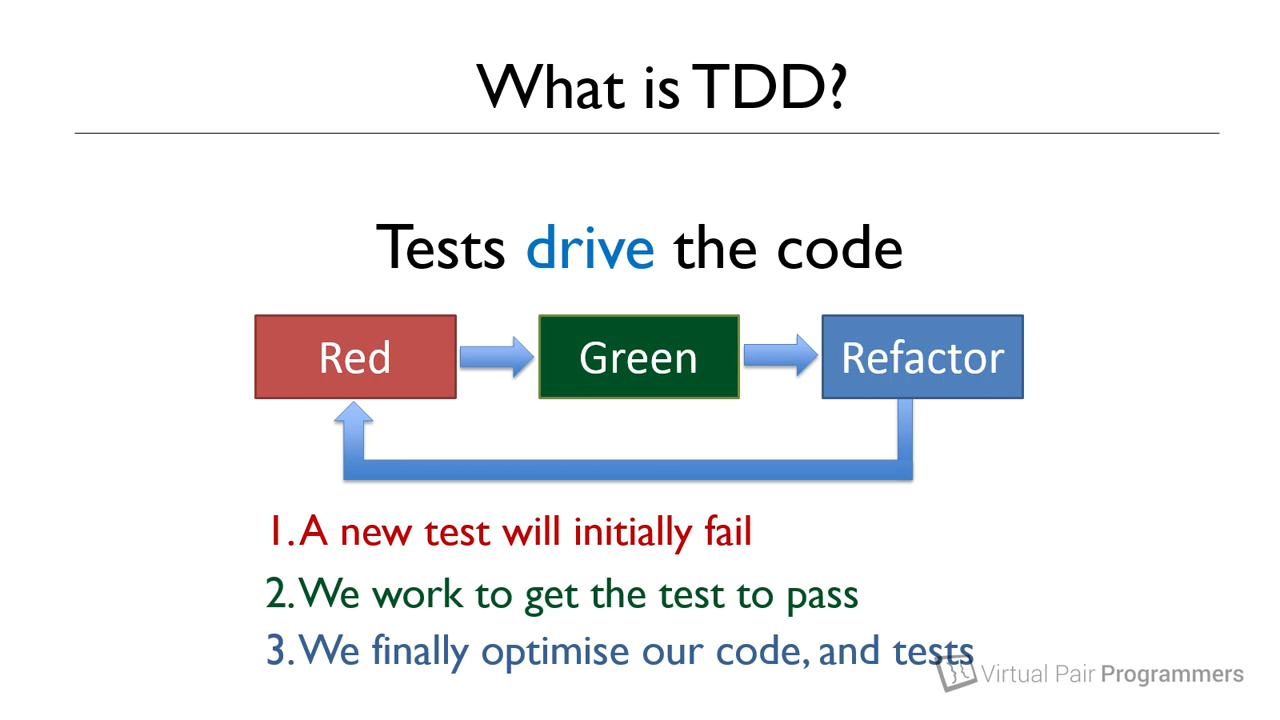 What is TDD?
Tests drive the code
Red
Green
Refactor
1. A new test will initially fail
2. We work to get the test to pass
3. We finally optimise our code, and tests
Virtual Pair Programmers